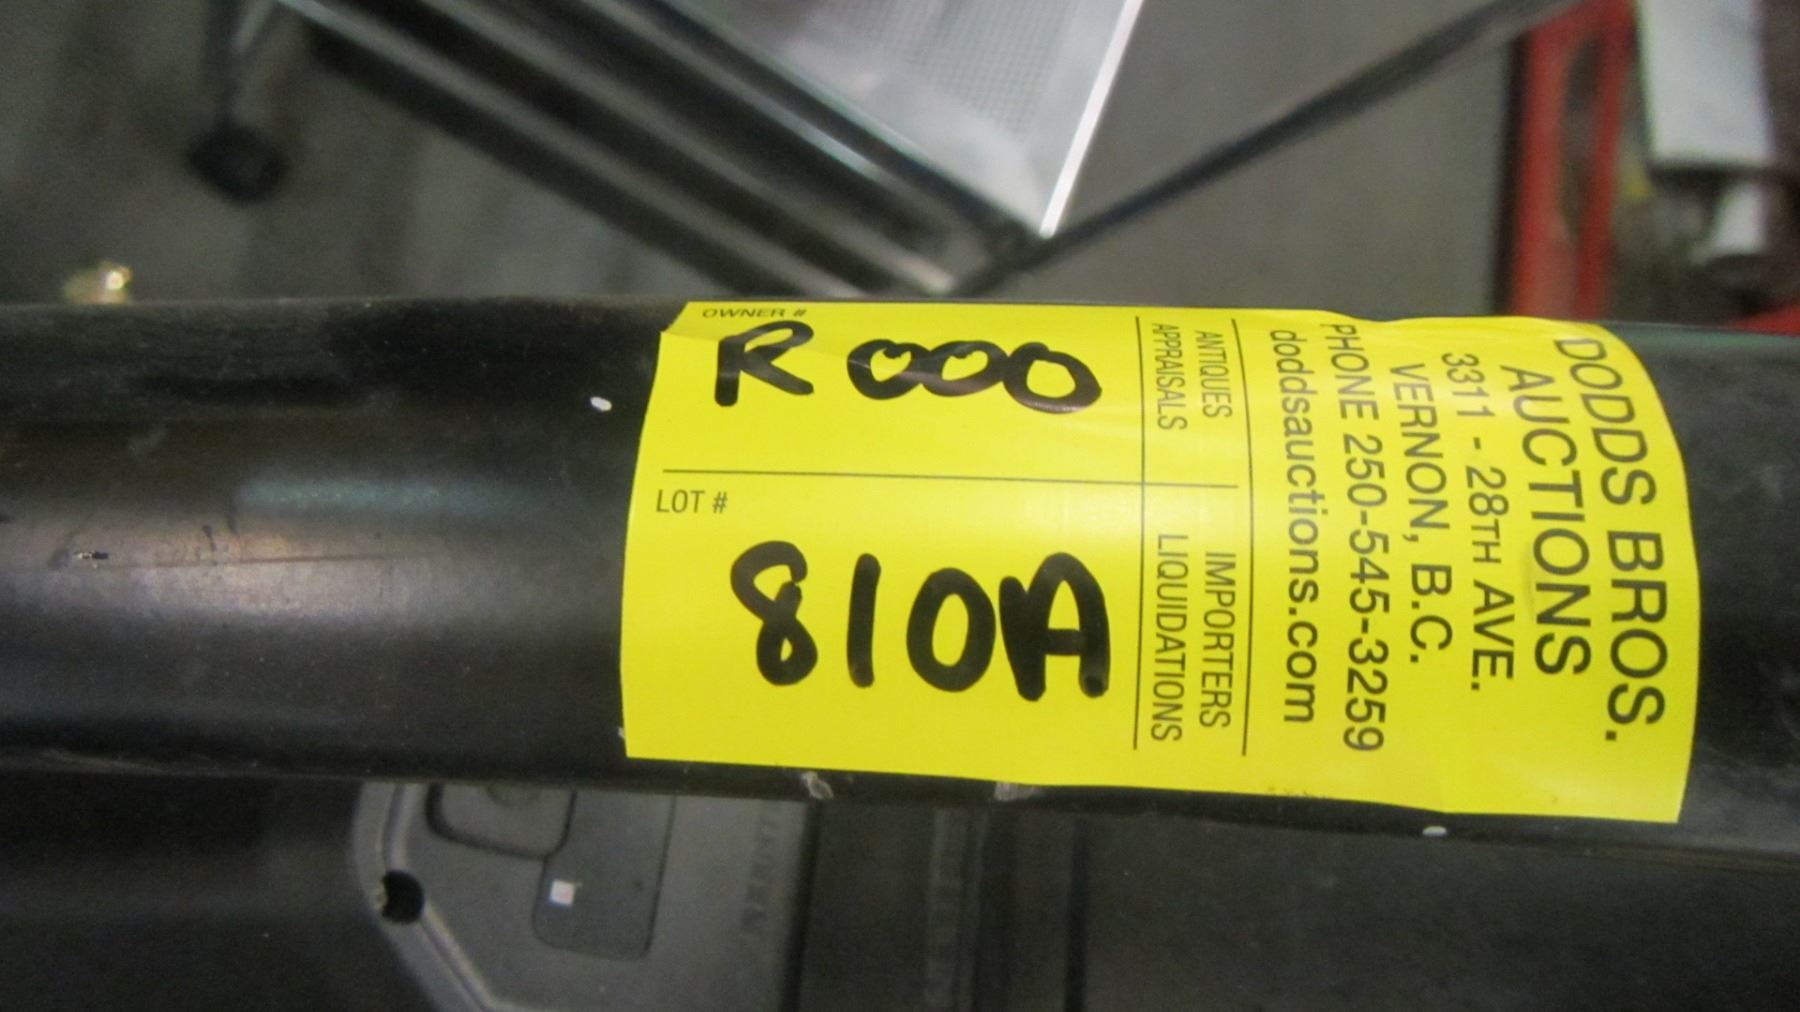 OWNER #
R 000
LOT #
810A
ANTIQUES
APPRAISALS
IMPORTERS
LIQUIDATIONS
DODDS BROS.
AUCTIONS
3311 - 28TH AVE.
VERNON, B.C.
PHONE 250-545-3259
doddsauctions.com